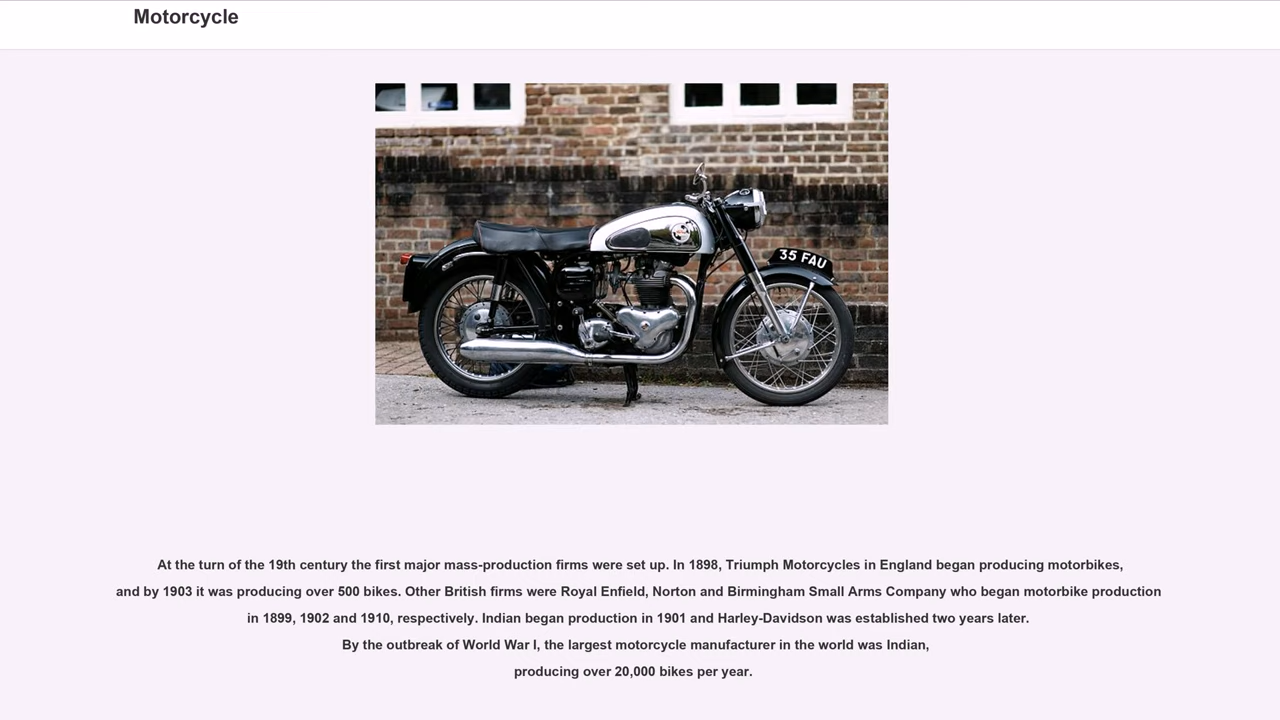 Motorcycle
35 FAU
At the turn of the 19th century the first major mass-production firms were set up. In 1898, Triumph Motorcycles in England began producing motorbikes,
and by 1903 it was producing over 500 bikes. Other British firms were Royal Enfield, Norton and Birmingham Small Arms Company who began motorbike production
in 1899, 1902 and 1910, respectively. Indian began production in 1901 and Harley-Davidson was established two years later.
By the outbreak of World War I, the largest motorcycle manufacturer in the world was Indian,
producing over 20,000 bikes per year.